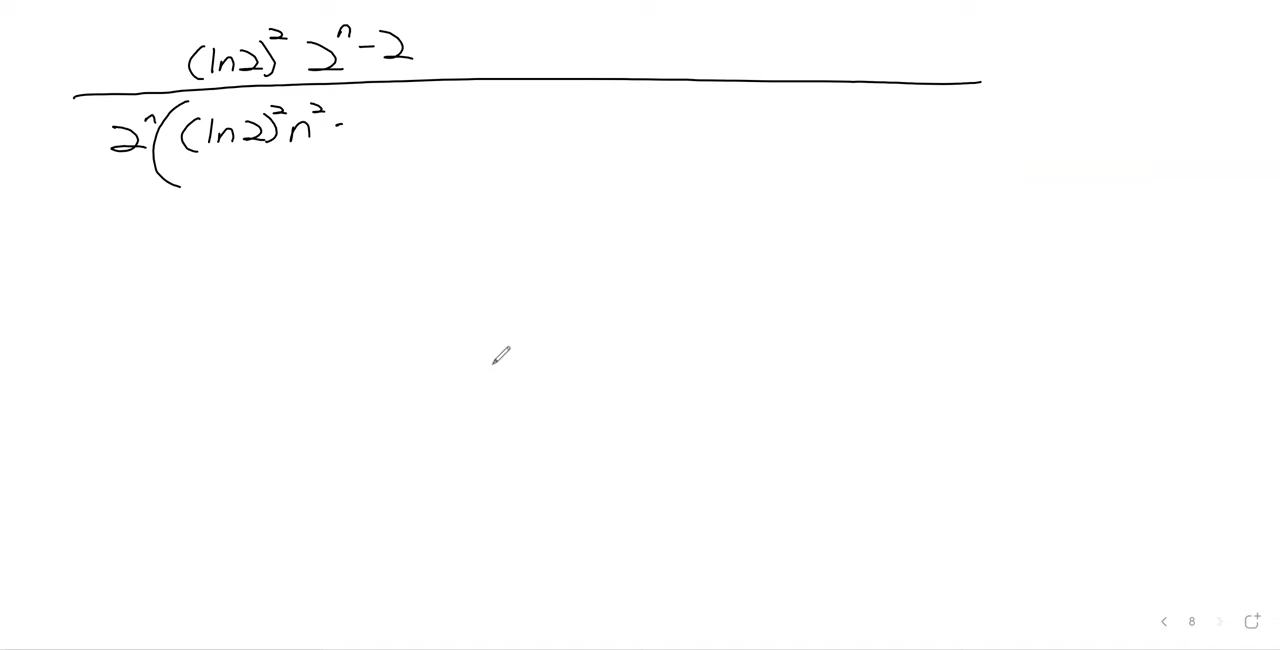 (ln2)² 2ⁿ - 2
2ⁿ((ln2)²n² -
8